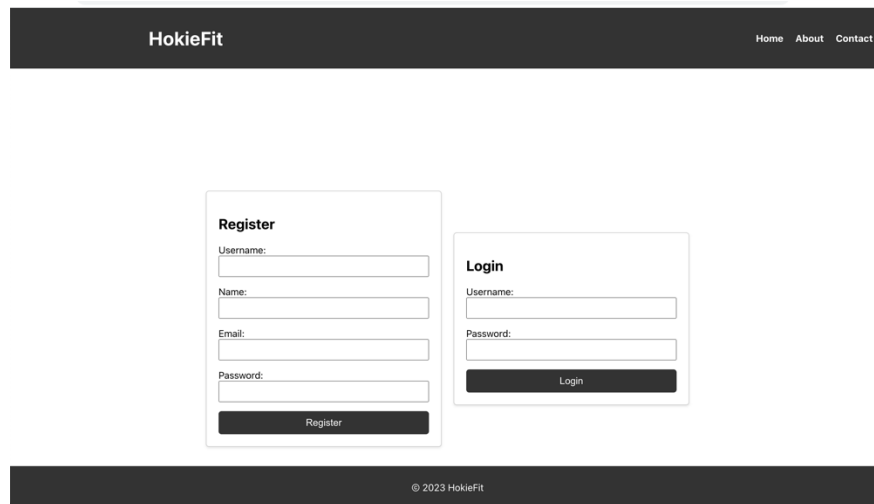 HokieFit
Home About Contact
Register
Username:
Name:
Email:
Password:
Register
Login
Username:
Password:
Login
© 2023 HokieFit